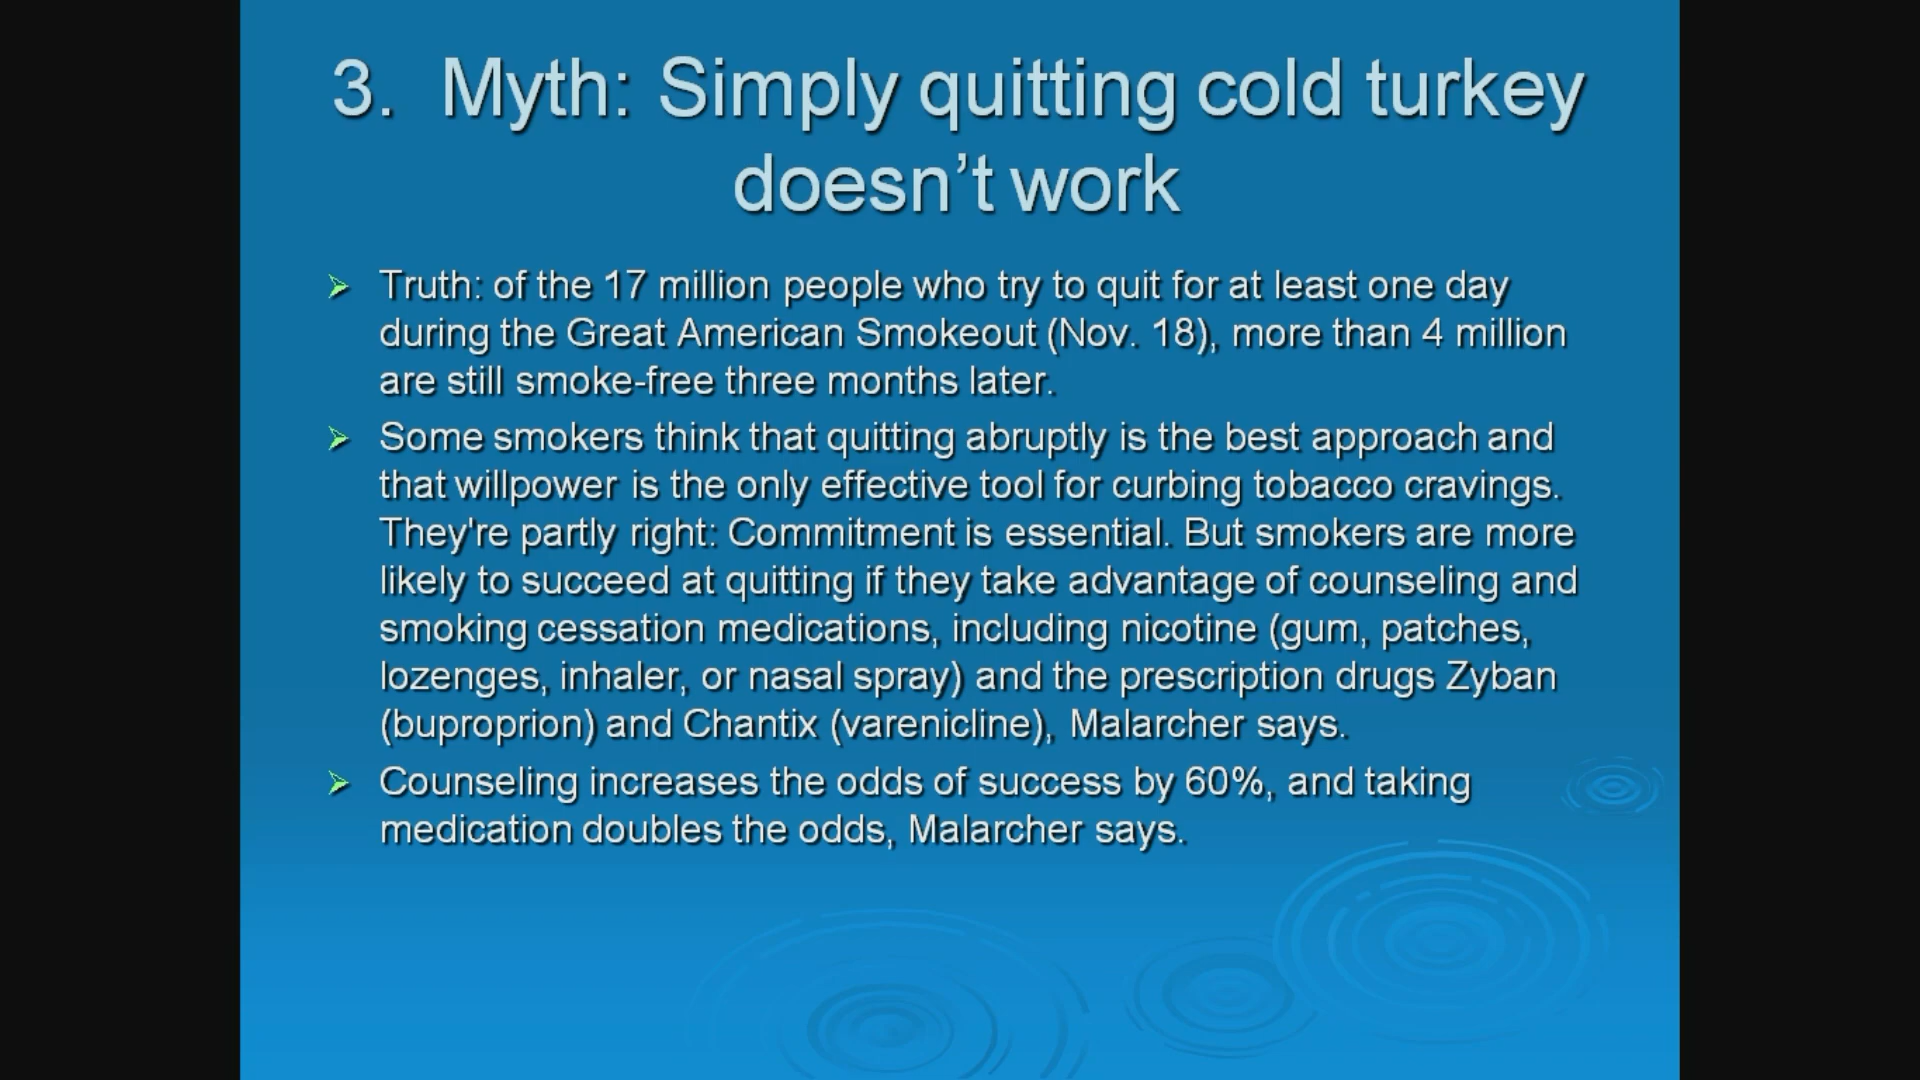 3. Myth: Simply quitting cold turkey
doesn’t work
Truth: of the 17 million people who try to quit for at least one day
during the Great American Smokeout (Nov. 18), more than 4 million
are still smoke-free three months later.
Some smokers think that quitting abruptly is the best approach and
that willpower is the only effective tool for curbing tobacco cravings.
They're partly right: Commitment is essential. But smokers are more
likely to succeed at quitting if they take advantage of counseling and
smoking cessation medications, including nicotine (gum, patches,
lozenges, inhaler, or nasal spray) and the prescription drugs Zyban
(buproprion) and Chantix (varenicline), Malarcher says.
Counseling increases the odds of success by 60%, and taking
medication doubles the odds, Malarcher says.